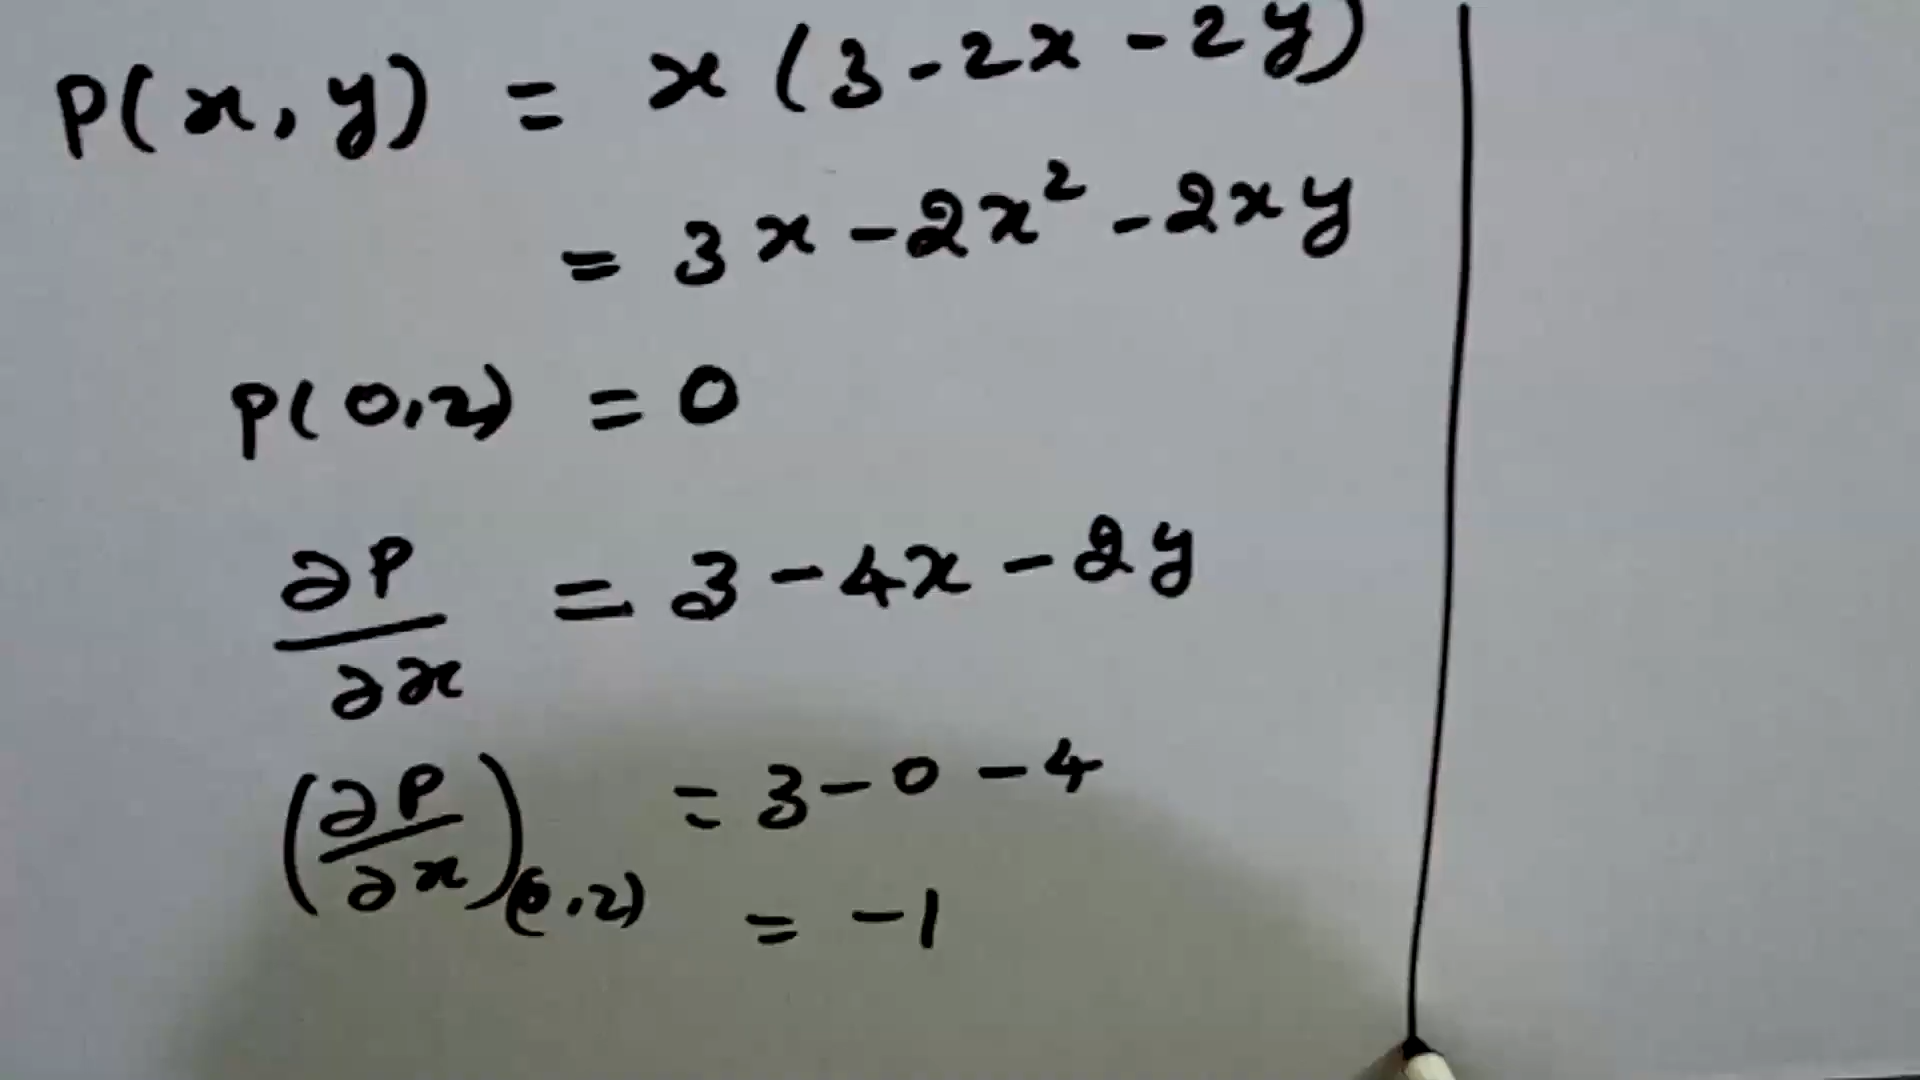 P(x, y) = x (3 - 2x - 2y)
= 3x - 2x² - 2xy
P(0,2) = 0
∂P/∂x = 3 - 4x - 2y
(∂P/∂x)(0,2) = 3 - 0 - 4
= -1